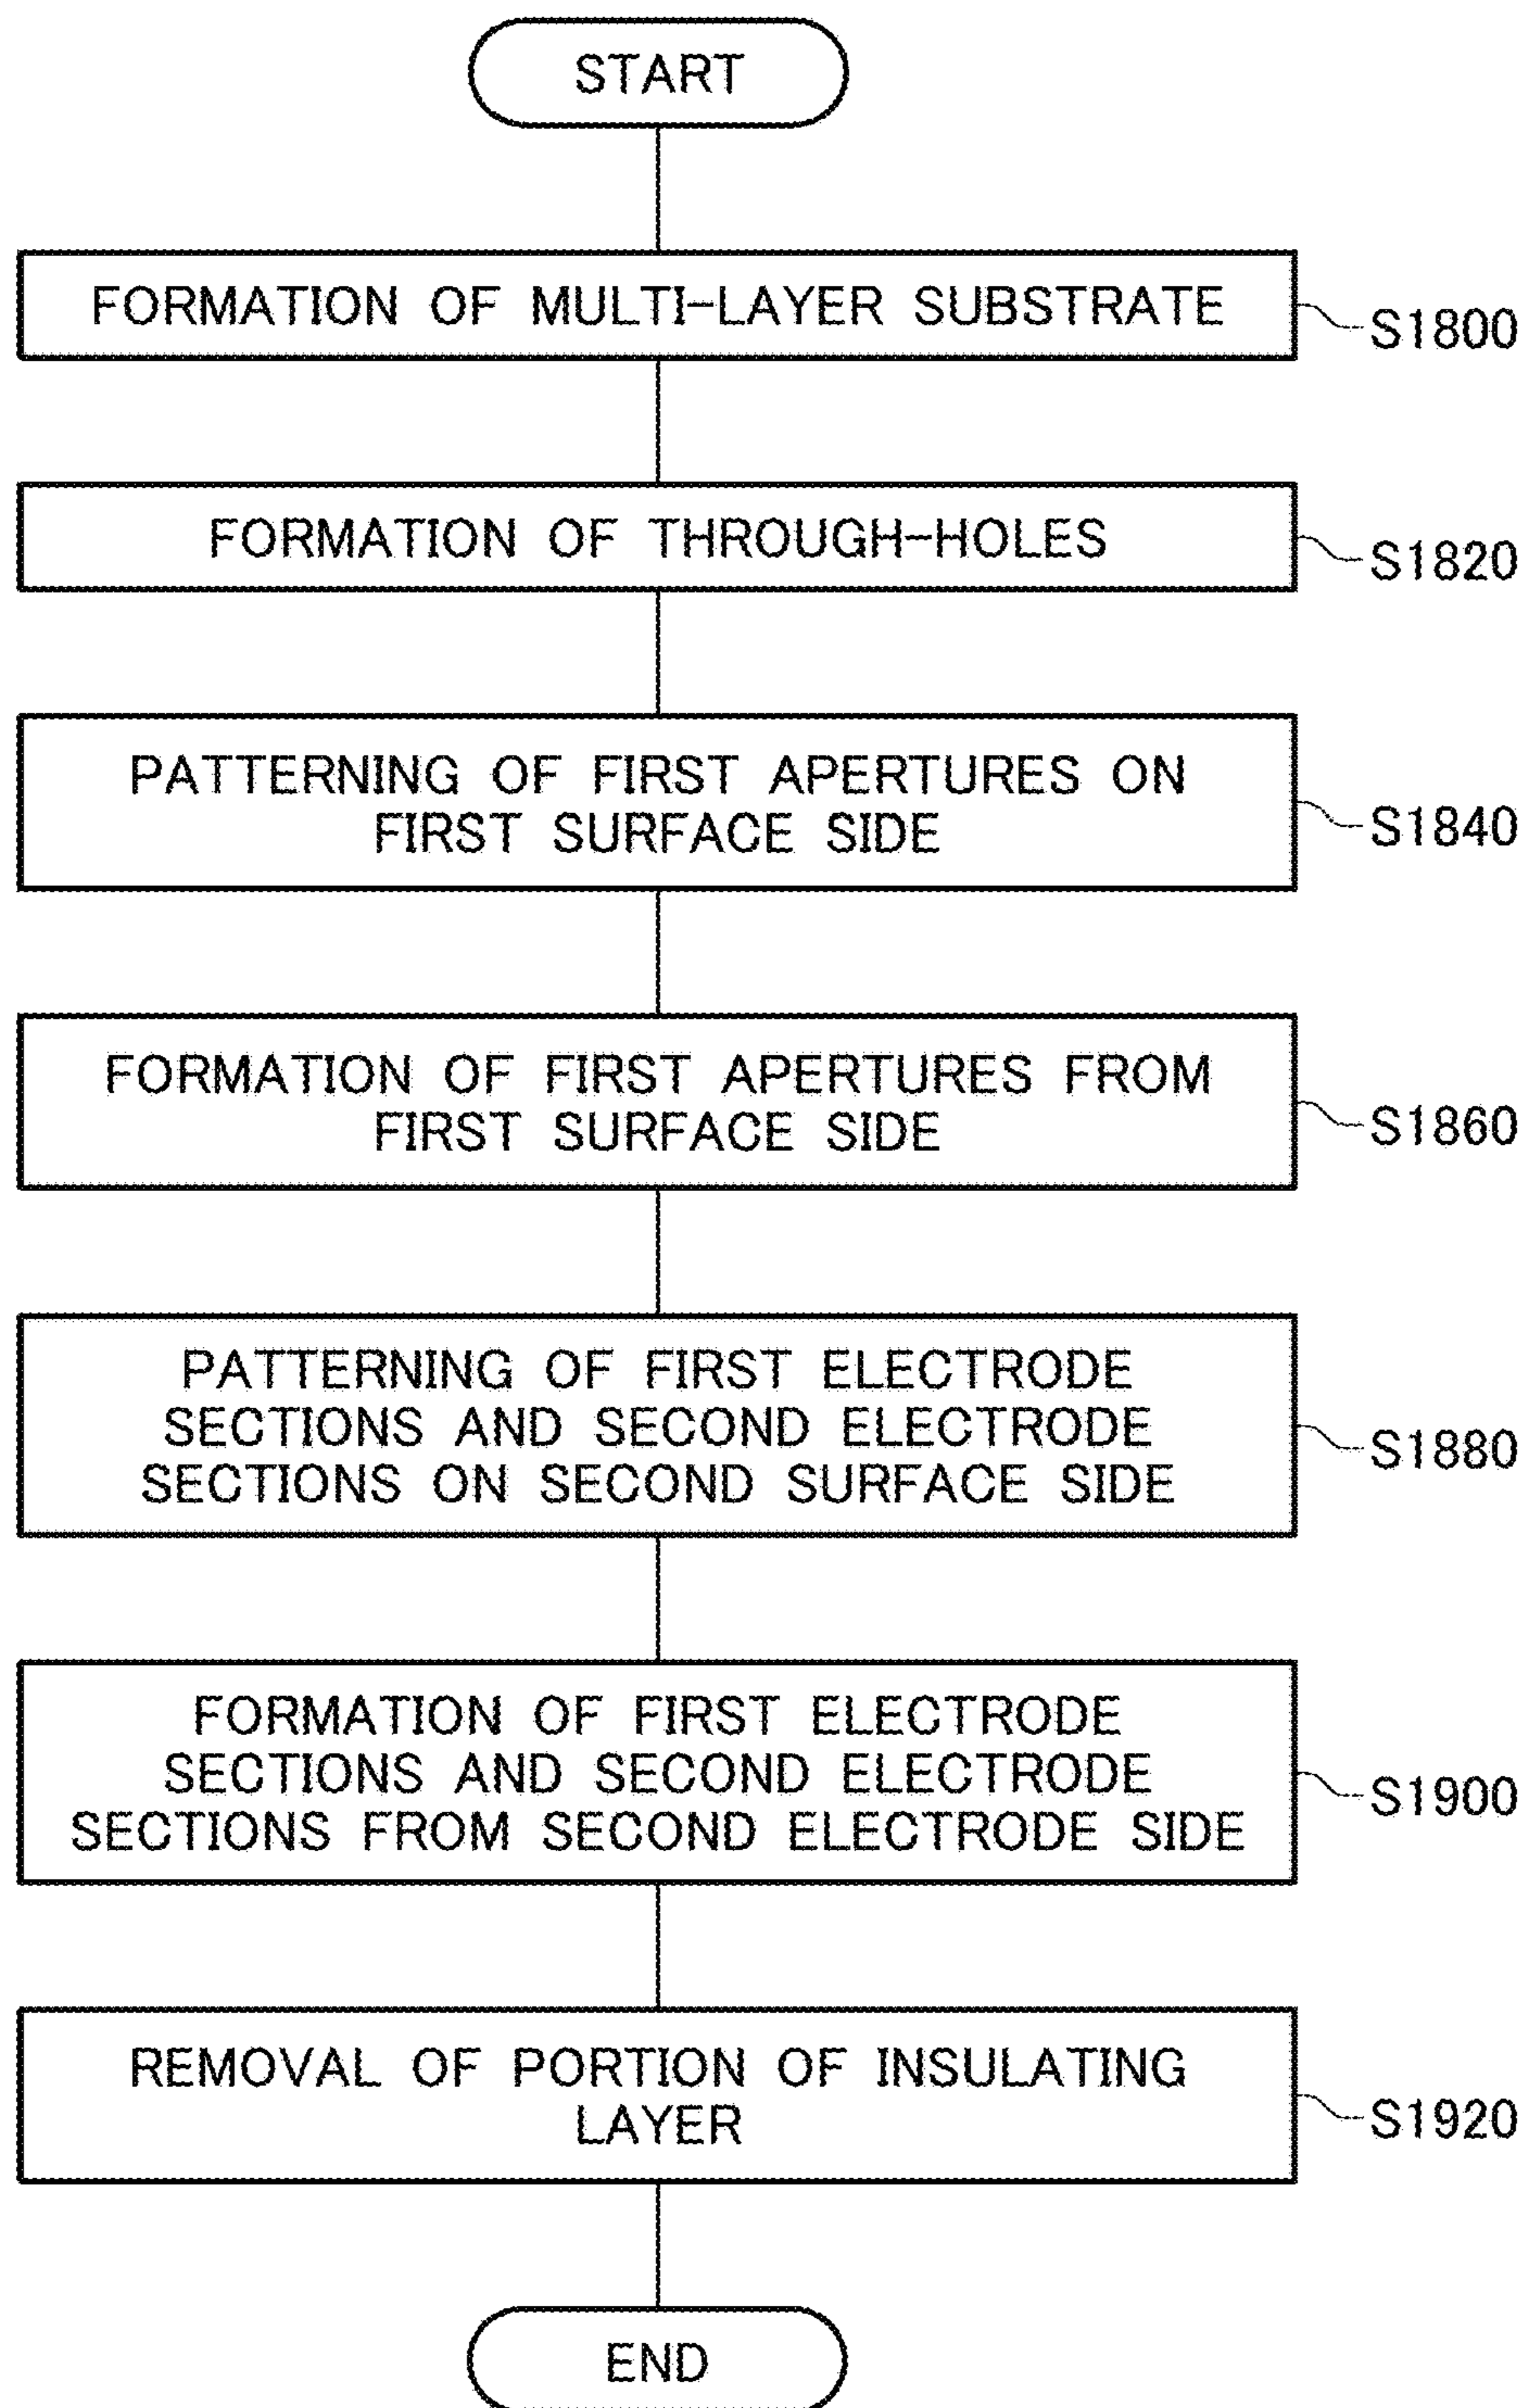 START
FORMATION OF MULTI-LAYER SUBSTRATE
S1800
FORMATION OF THROUGH-HOLES
S1820
PATTERNING OF FIRST APERTURES ON
FIRST SURFACE SIDE
S1840
FORMATION OF FIRST APERTURES FROM
FIRST SURFACE SIDE
S1860
PATTERNING OF FIRST ELECTRODE
SECTIONS AND SECOND ELECTRODE
SECTIONS ON SECOND SURFACE SIDE
S1880
FORMATION OF FIRST ELECTRODE
SECTIONS AND SECOND ELECTRODE
SECTIONS FROM SECOND ELECTRODE SIDE
S1900
REMOVAL OF PORTION OF INSULATING
LAYER
S1920
END